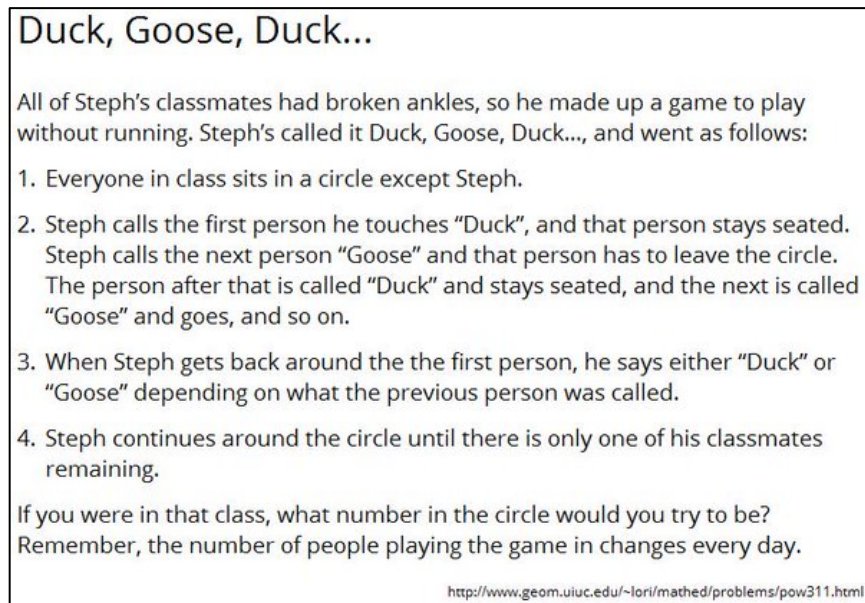 Duck, Goose, Duck...
All of Steph's classmates had broken ankles, so he made up a game to play
without running. Steph's called it Duck, Goose, Duck..., and went as follows:
1. Everyone in class sits in a circle except Steph.
2. Steph calls the first person he touches “Duck”, and that person stays seated.
Steph calls the next person “Goose” and that person has to leave the circle.
The person after that is called “Duck” and stays seated, and the next is called
“Goose” and goes, and so on.
3. When Steph gets back around the the first person, he says either “Duck” or
“Goose” depending on what the previous person was called.
4. Steph continues around the circle until there is only one of his classmates
remaining.
If you were in that class, what number in the circle would you try to be?
Remember, the number of people playing the game in changes every day.
http://www.geom.uiuc.edu/~lori/mathed/problems/pow311.html